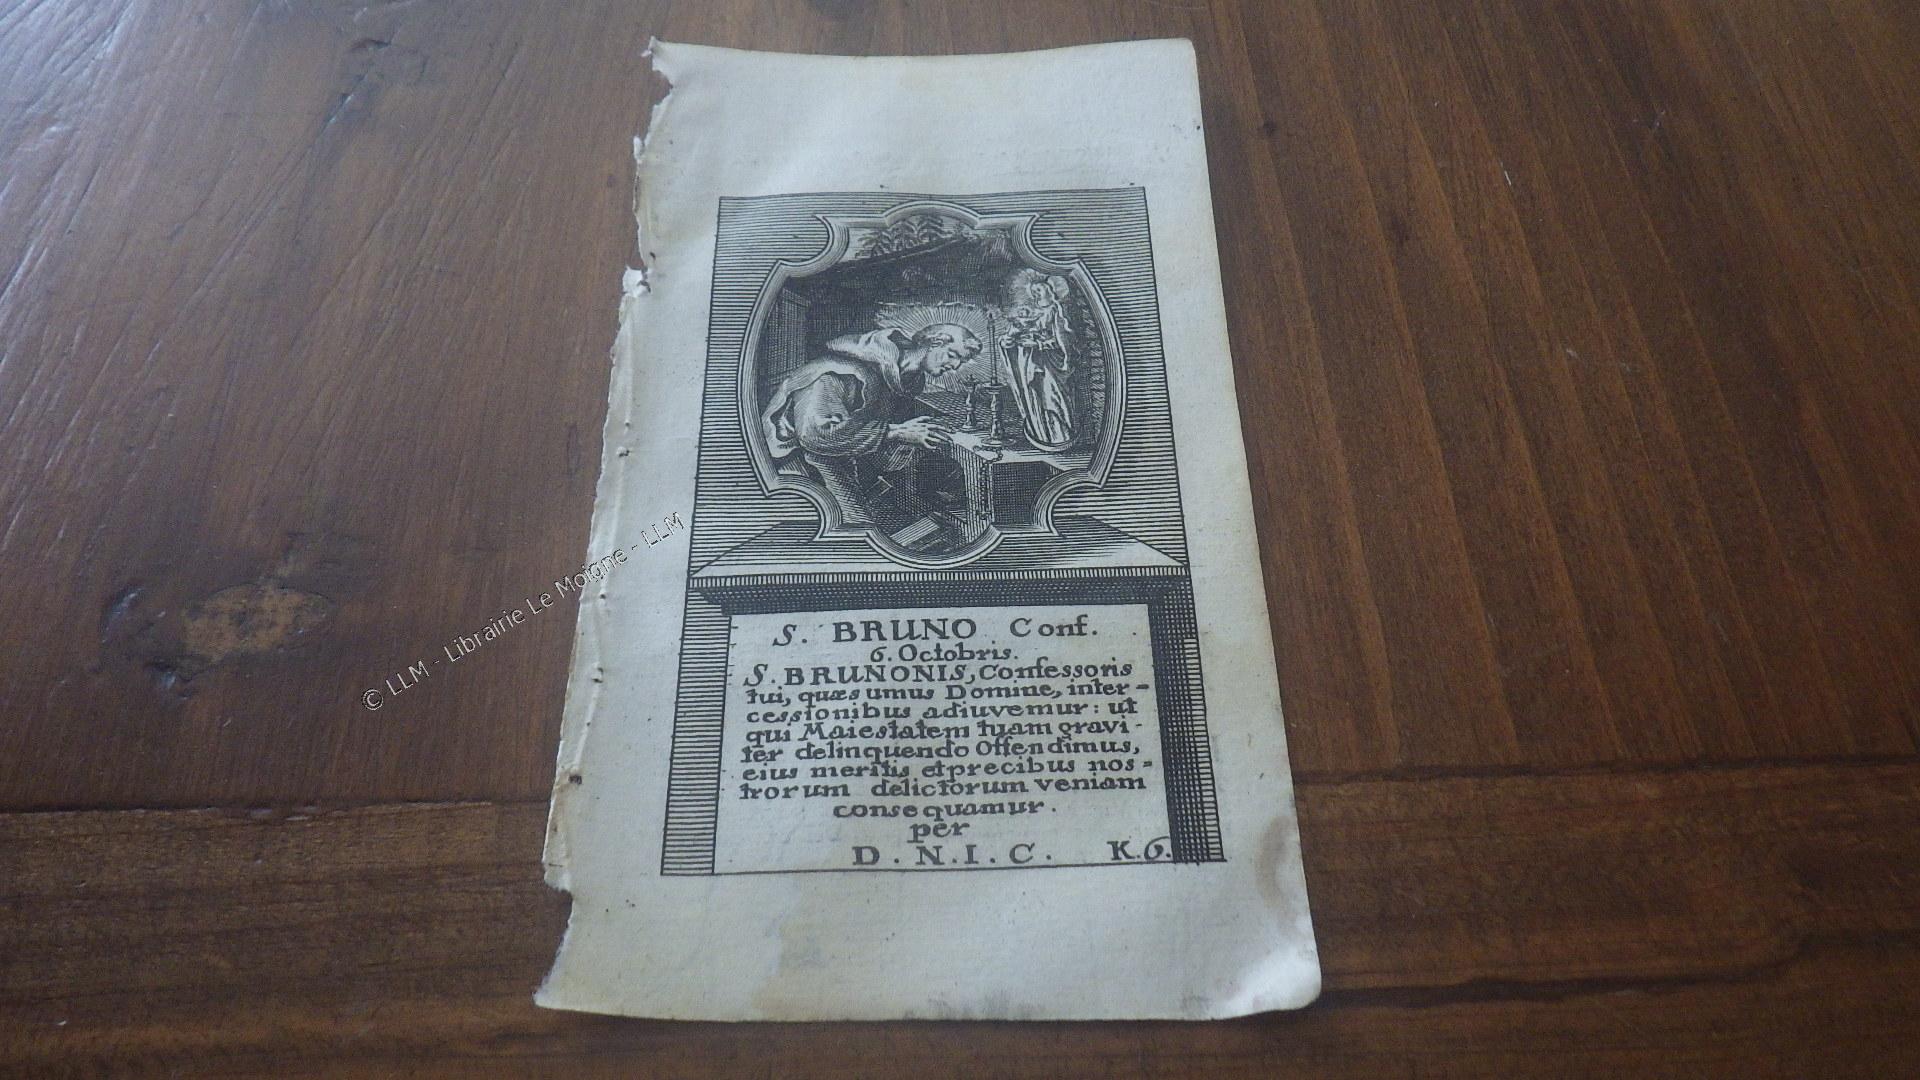 S. BRUNO Conf.
6. Octobris.
S. BRUNONIS, Confessoris
tui, quæsumus Domine, inter-
cessionibus adiuvemur: ut
qui Maiestatem tuam gravi-
ter delinquendo Offendimus,
eius meritis et precibus nos-
trorum delictorum veniam
consequamur.
per
D. N. I. C. K. 6.
© LLM - Librairie Le Moigne - LLM